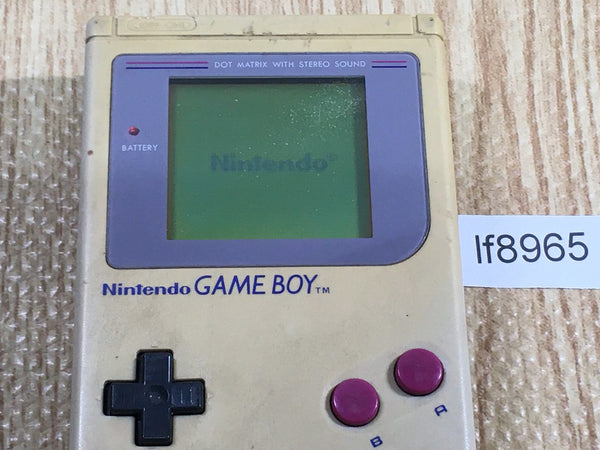 DOT MATRIX WITH STEREO SOUND
BATTERY
Nintendo®
Nintendo GAME BOY™
B
A
lf8965